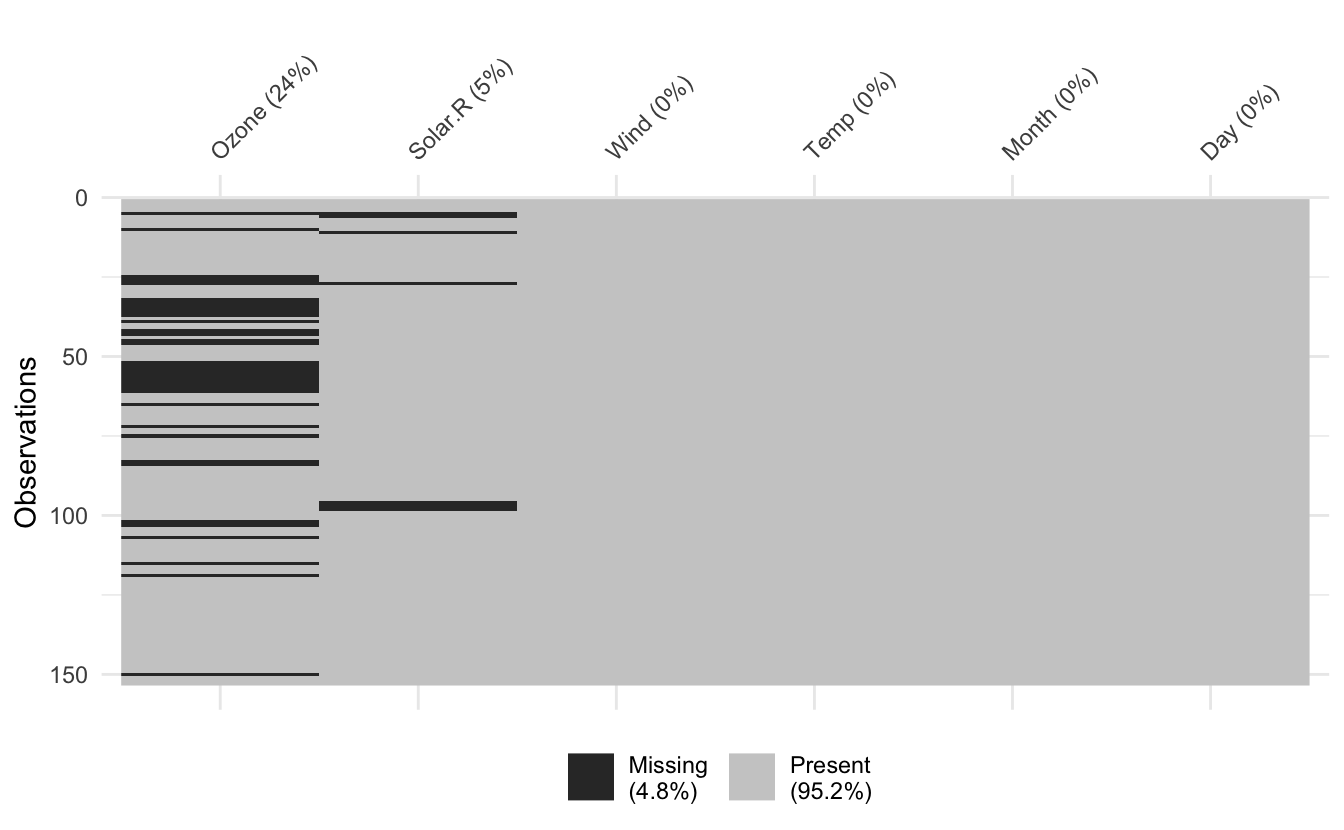 Ozone (24%)
Solar.R (5%)
Wind (0%)
Temp (0%)
Month (0%)
Day (0%)
0
50
100
150
Observations
Missing
(4.8%)
Present
(95.2%)